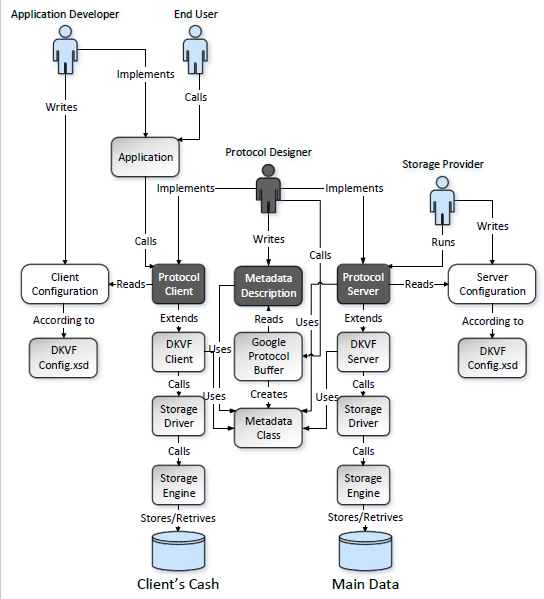 Application Developer
End User
Implements
Calls
Writes
Application
Protocol Designer
Storage Provider
Implements
Implements
Writes
Calls
Writes
Calls
Runs
Client
Configuration
Reads
Protocol
Client
Metadata
Description
Protocol
Server
Reads
Server
Configuration
According to
Extends
Reads
Uses
Extends
According to
DKVF
Config.xsd
DKVF
Client
Uses
Google
Protocol
Buffer
DKVF
Server
DKVF
Config.xsd
Calls
Creates
Calls
Uses
Uses
Storage
Driver
Metadata
Class
Storage
Driver
Calls
Calls
Storage
Engine
Storage
Engine
Stores/Retrives
Stores/Retrives
Client's Cash
Main Data